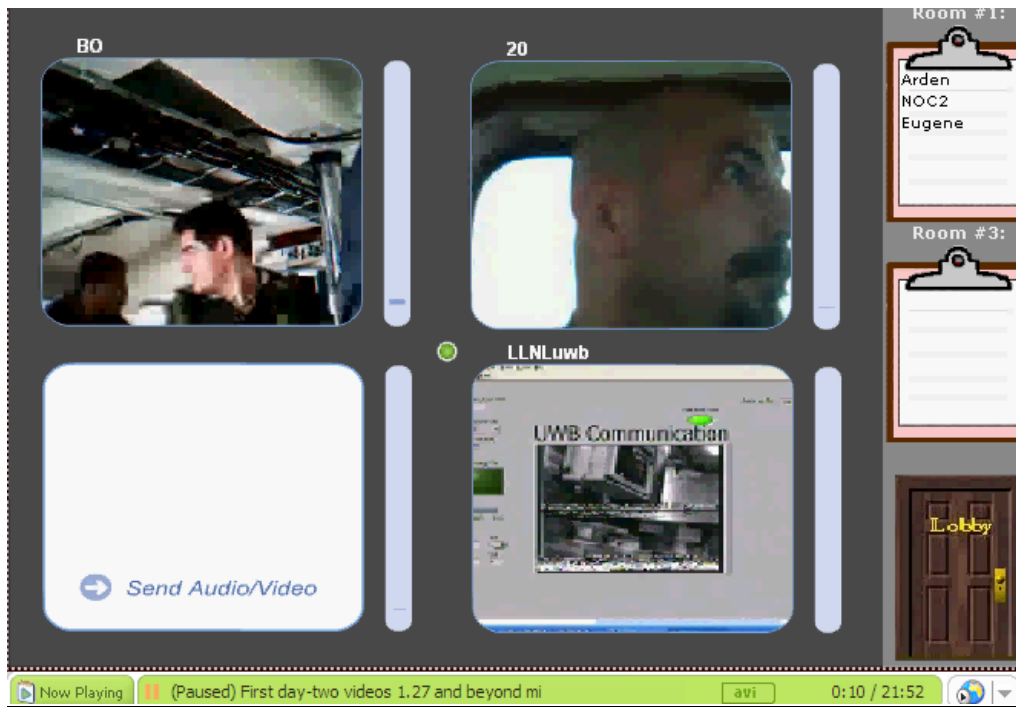 BO
20
Room #1:
Arden
NOC2
Eugene
Room #3:
LLNLuwb
UWB Communication
Send Audio/Video
Lobby
Now Playing
(Paused) First day-two videos 1.27 and beyond mi
avi
0:10 / 21:52